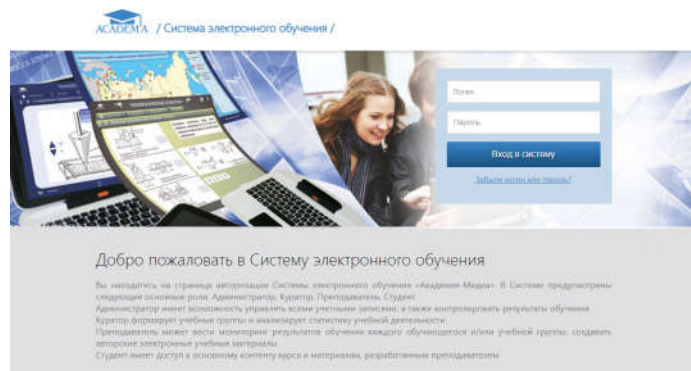 ACADEMA / Система электронного обучения /
Логин
Пароль
Вход в систему
Забыли логин или пароль?
Добро пожаловать в Систему электронного обучения
Вы находитесь на странице авторизации Системы электронного обучения «Академия-Медиа». В Системе предусмотрены
следующие основные роли: Администратор, Куратор, Преподаватель, Студент.
Администратор имеет возможность управлять всеми учетными записями, а также контролировать результаты обучения.
Куратор формирует учебные группы и анализирует статистику учебной деятельности.
Преподаватель может вести мониторинг результатов обучения каждого обучающегося и/или учебной группы, создавать
авторские электронные учебные материалы.
Студент имеет доступ к основному контенту курса и материалам, разработанным преподавателем.